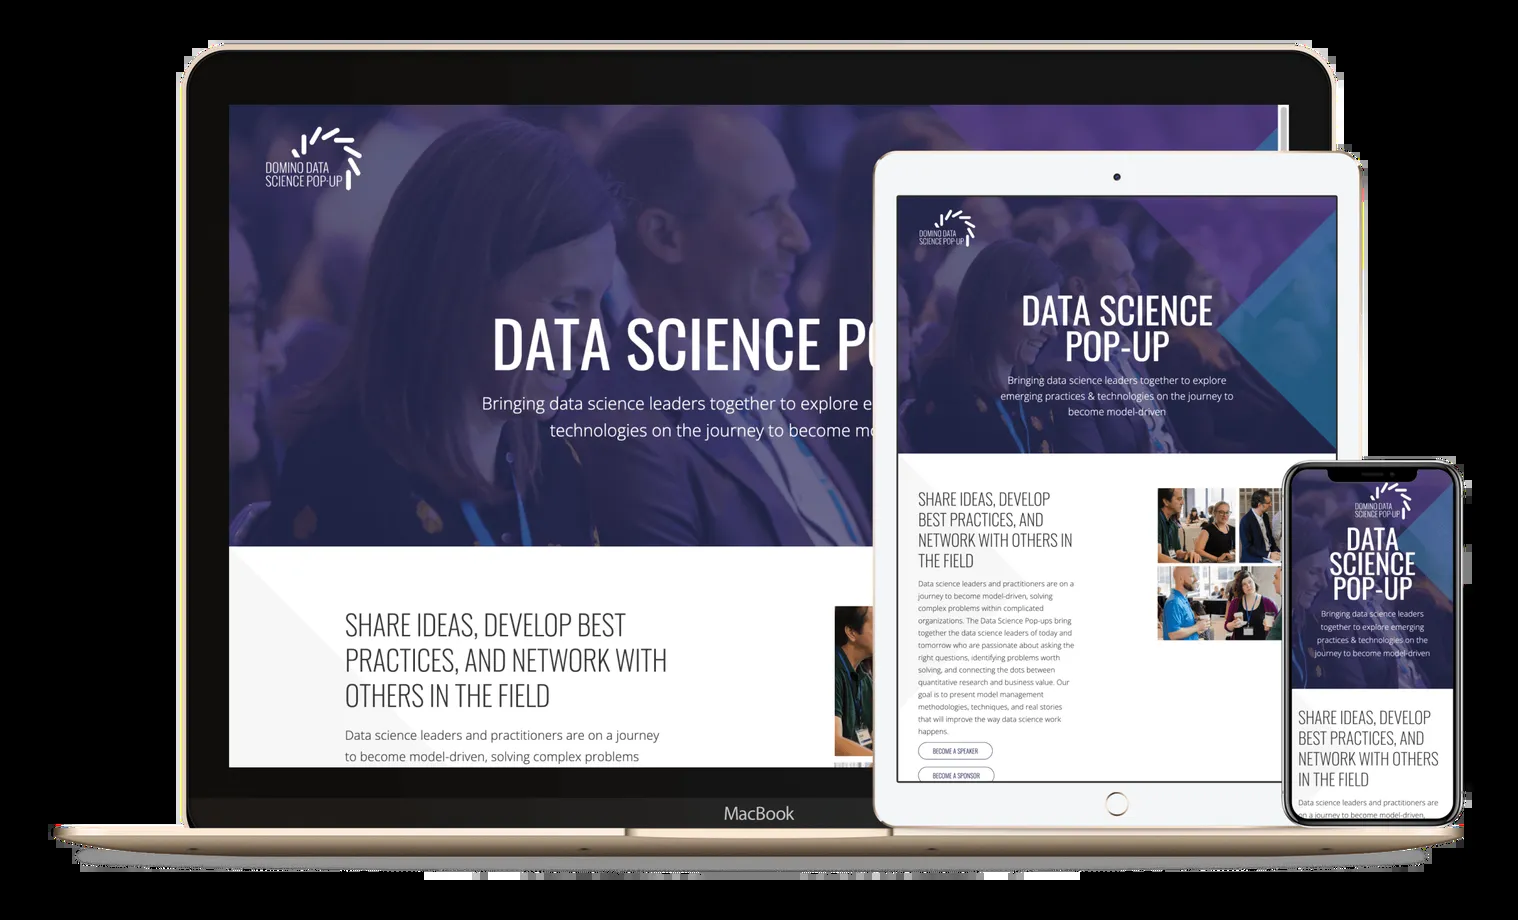 DOMINO DATA
SCIENCE POP-UP
DATA SCIENCE
Bringing data science leaders together to explore
technologies on the journey to become
SHARE IDEAS, DEVELOP BEST
PRACTICES, AND NETWORK WITH
OTHERS IN THE FIELD
Data science leaders and practitioners are on a journey
to become model-driven, solving complex problems
MacBook
DOMINO DATA
SCIENCE POP-UP
DATA SCIENCE
POP-UP
Bringing data science leaders together to explore
emerging practices & technologies on the journey to
become model-driven
SHARE IDEAS, DEVELOP
BEST PRACTICES, AND
NETWORK WITH OTHERS IN
THE FIELD
Data science leaders and practitioners are on a
journey to become model-driven, solving
complex problems within complicated
organizations. The Data Science Pop-ups bring
together the data science leaders of today and
tomorrow who are passionate about asking the
right questions, identifying problems worth
solving, and connecting the dots between
quantitative research and business value. Our
goal is to present model management
methodologies, techniques, and real stories
that will improve the way data science work
happens.
BECOME A SPEAKER
BECOME A SPONSOR
DOMINO DATA
SCIENCE POP-UP
DATA
SCIENCE
POP-UP
Bringing data science leaders
together to explore emerging
practices & technologies on the
journey to become model-driven
SHARE IDEAS, DEVELOP
BEST PRACTICES, AND
NETWORK WITH OTHERS
IN THE FIELD
Data science leaders and practitioners are
on a journey to become model-driven,